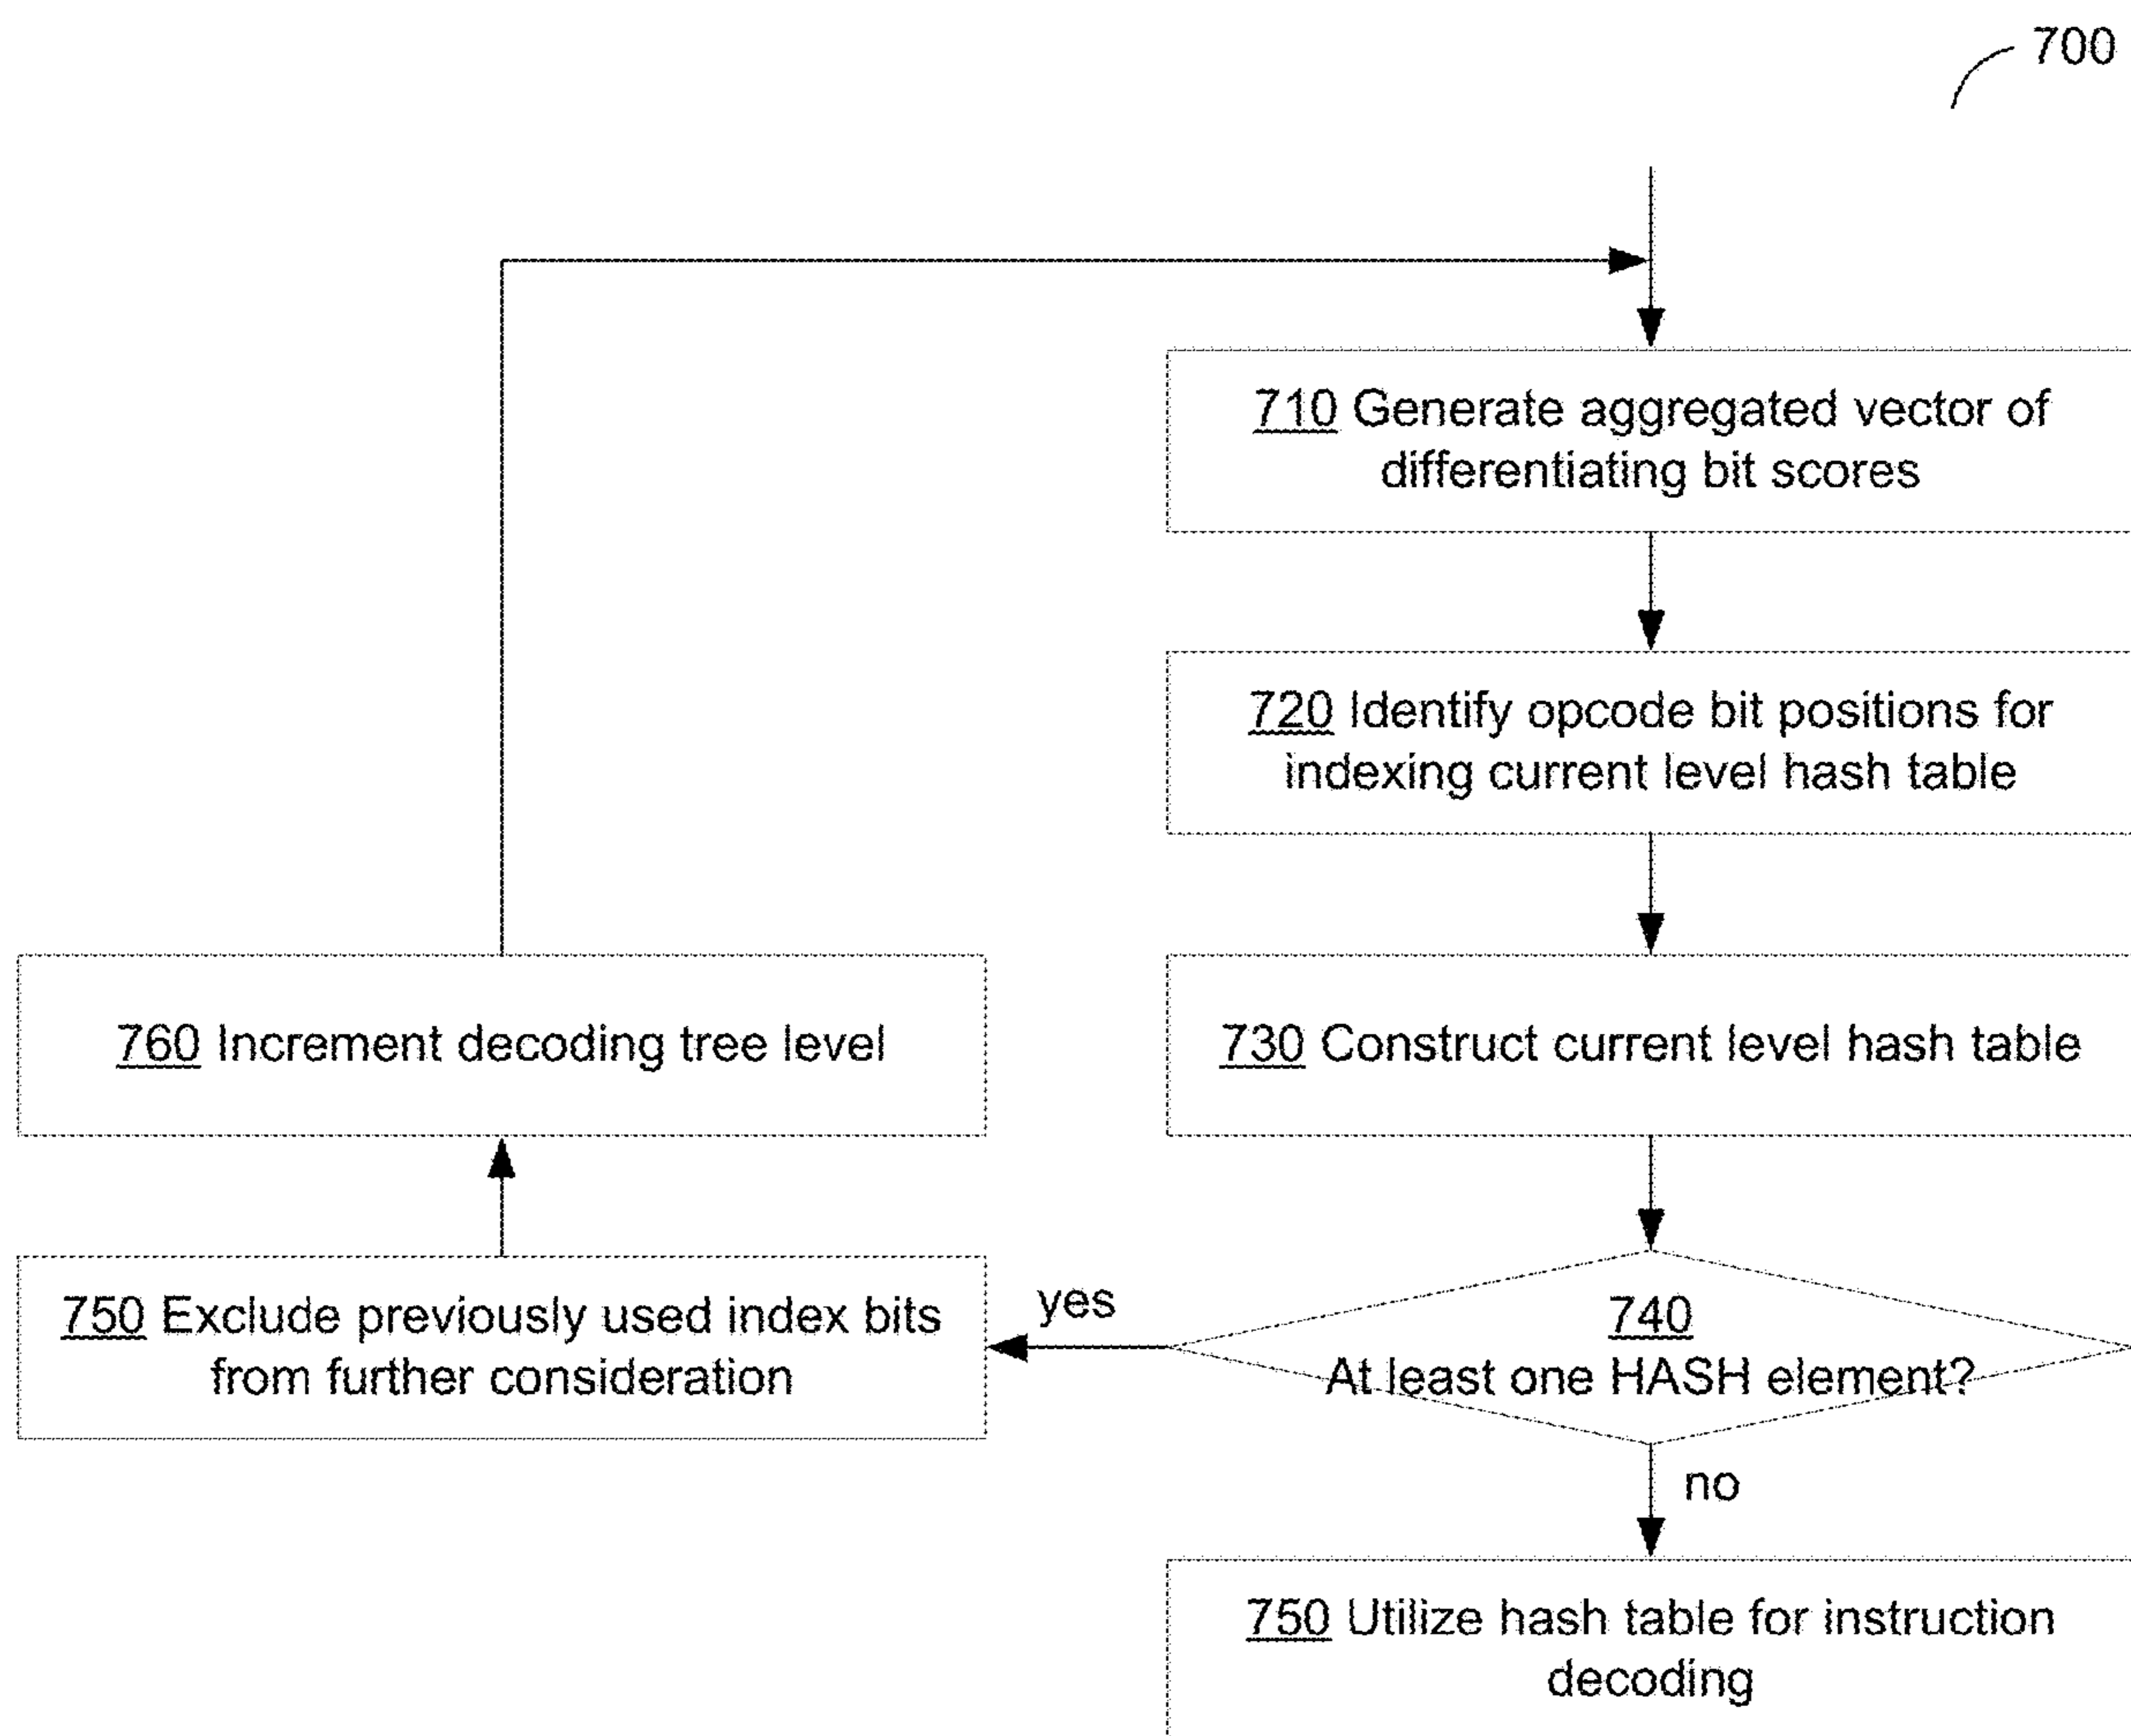 700
710 Generate aggregated vector of
differentiating bit scores
720 Identify opcode bit positions for
indexing current level hash table
730 Construct current level hash table
760 Increment decoding tree level
740
At least one HASH element?
yes
750 Exclude previously used index bits
from further consideration
no
750 Utilize hash table for instruction
decoding